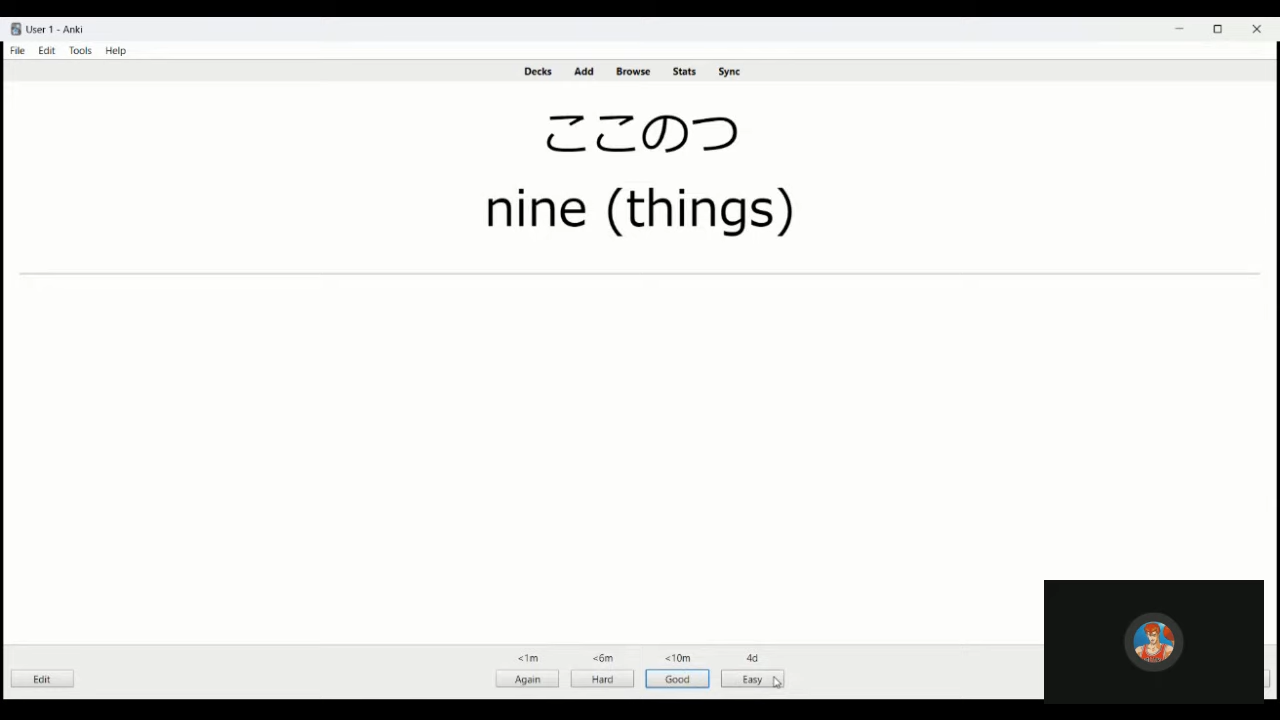 User 1 - Anki
File Edit Tools Help
Decks Add Browse Stats Sync
ここのつ
nine (things)
<1m <6m <10m 4d
Edit Again Hard Good Easy